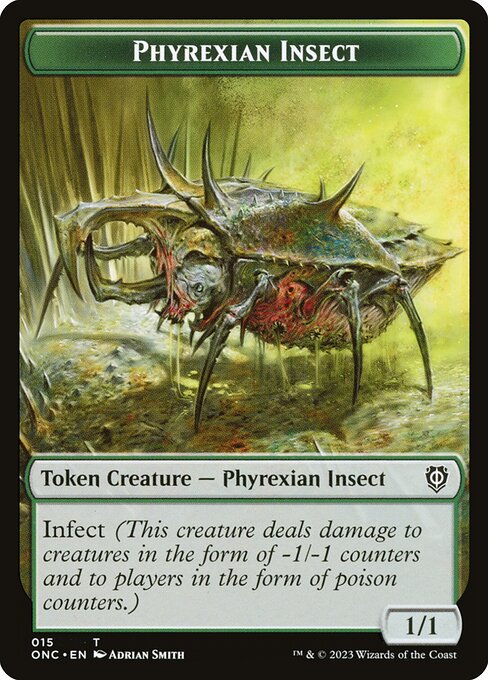 PHYREXIAN INSECT
Token Creature — Phyrexian Insect
Infect (This creature deals damage to
creatures in the form of -1/-1 counters
and to players in the form of poison
counters.)
1/1
015 T
ONC • EN Adrian Smith
™ & © 2023 Wizards of the Coast